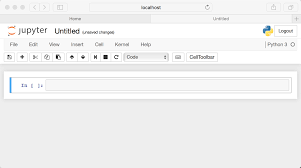 localhost
Home Untitled
jupyter Untitled (unsaved changes) Logout
File Edit View Insert Cell Kernel Help Python 3
Code CellToolbar
In [ ]: